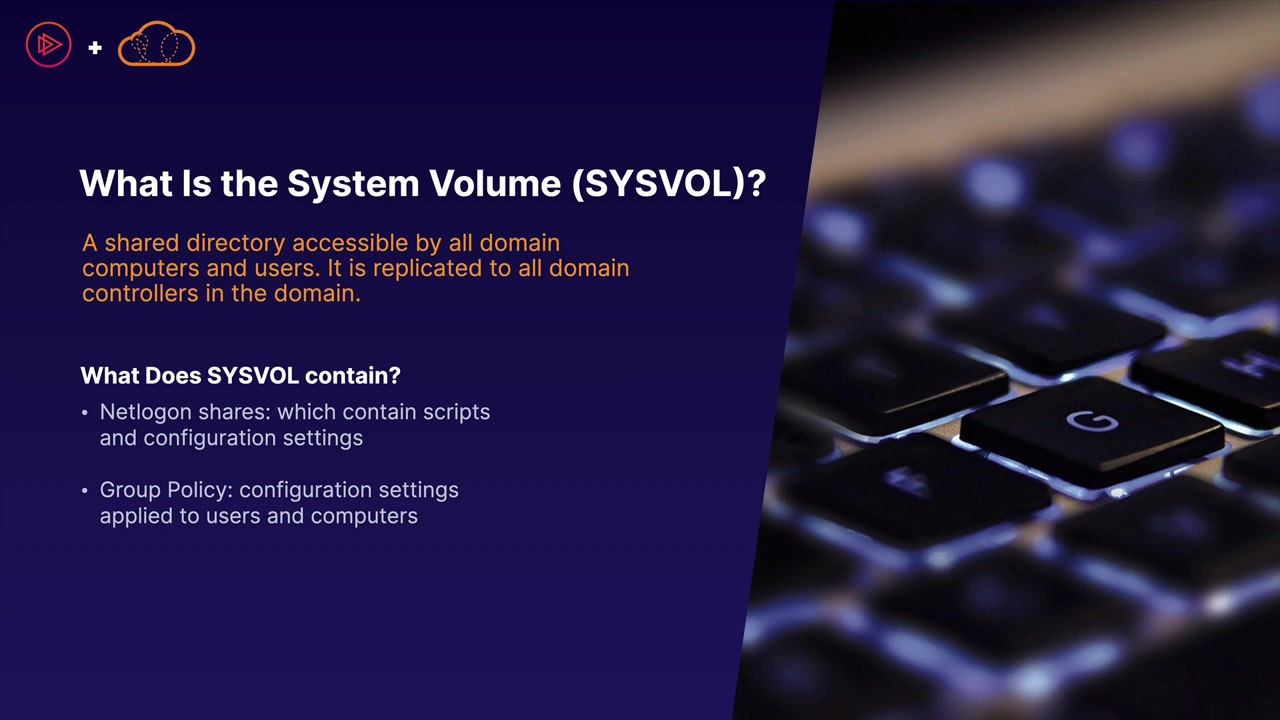 +
What Is the System Volume (SYSVOL)?
A shared directory accessible by all domain
computers and users. It is replicated to all domain
controllers in the domain.
What Does SYSVOL contain?
• Netlogon shares: which contain scripts
and configuration settings
• Group Policy: configuration settings
applied to users and computers
G
H